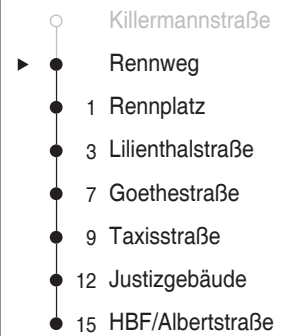 Killermannstraße
Rennweg
1 Rennplatz
3 Lilienthalstraße
7 Goethestraße
9 Taxisstraße
12 Justizgebäude
15 HBF/Albertstraße